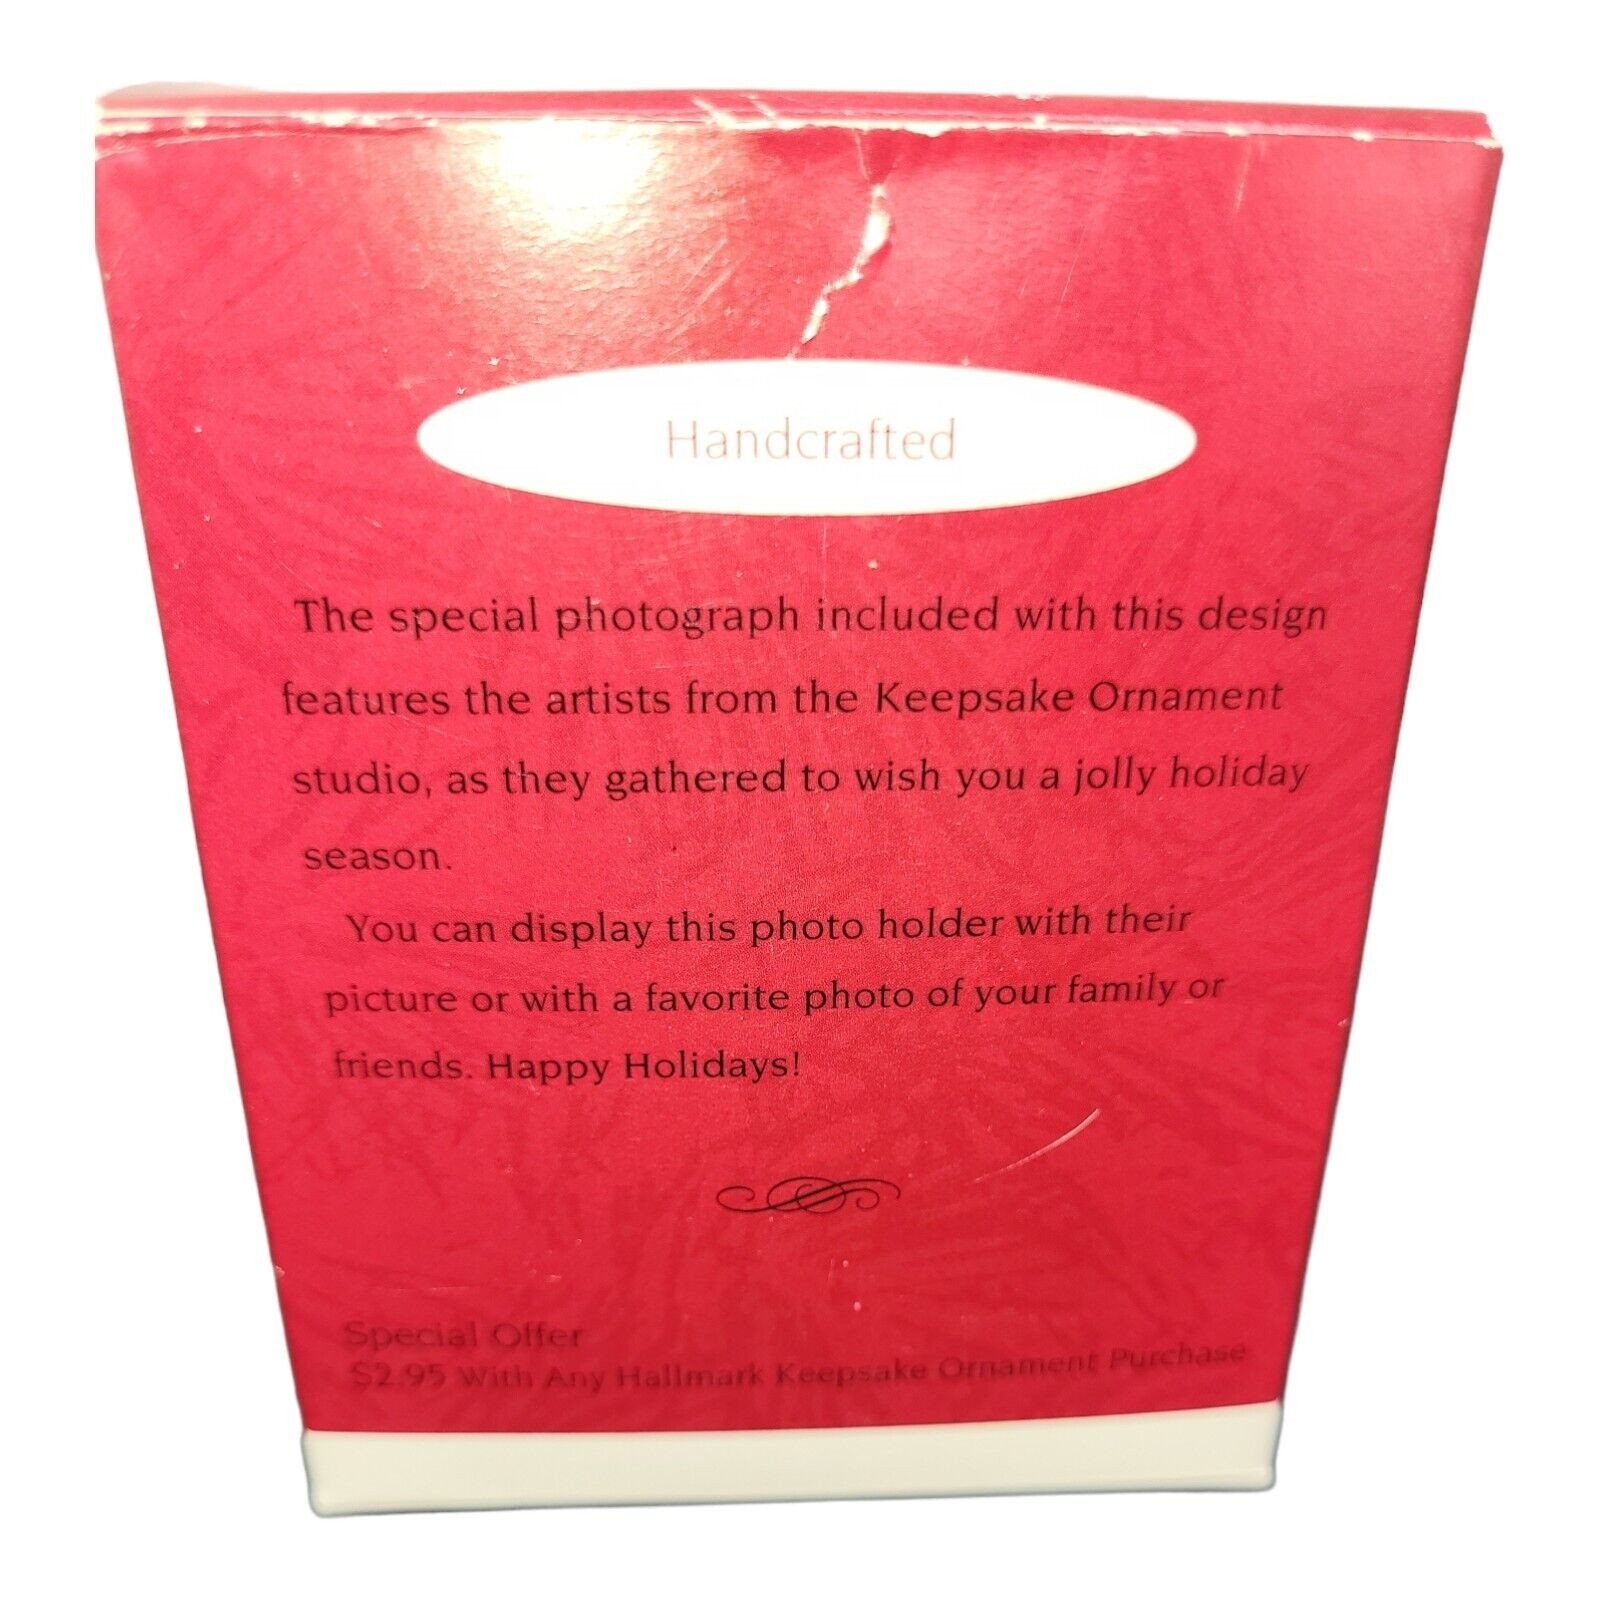 Handcrafted
The special photograph included with this design
features the artists from the Keepsake Ornament
studio, as they gathered to wish you a jolly holiday
season.
You can display this photo holder with their
picture or with a favorite photo of your family or
friends. Happy Holidays!
Special Offer
$2.95 With Any Hallmark Keepsake Ornament Purchase